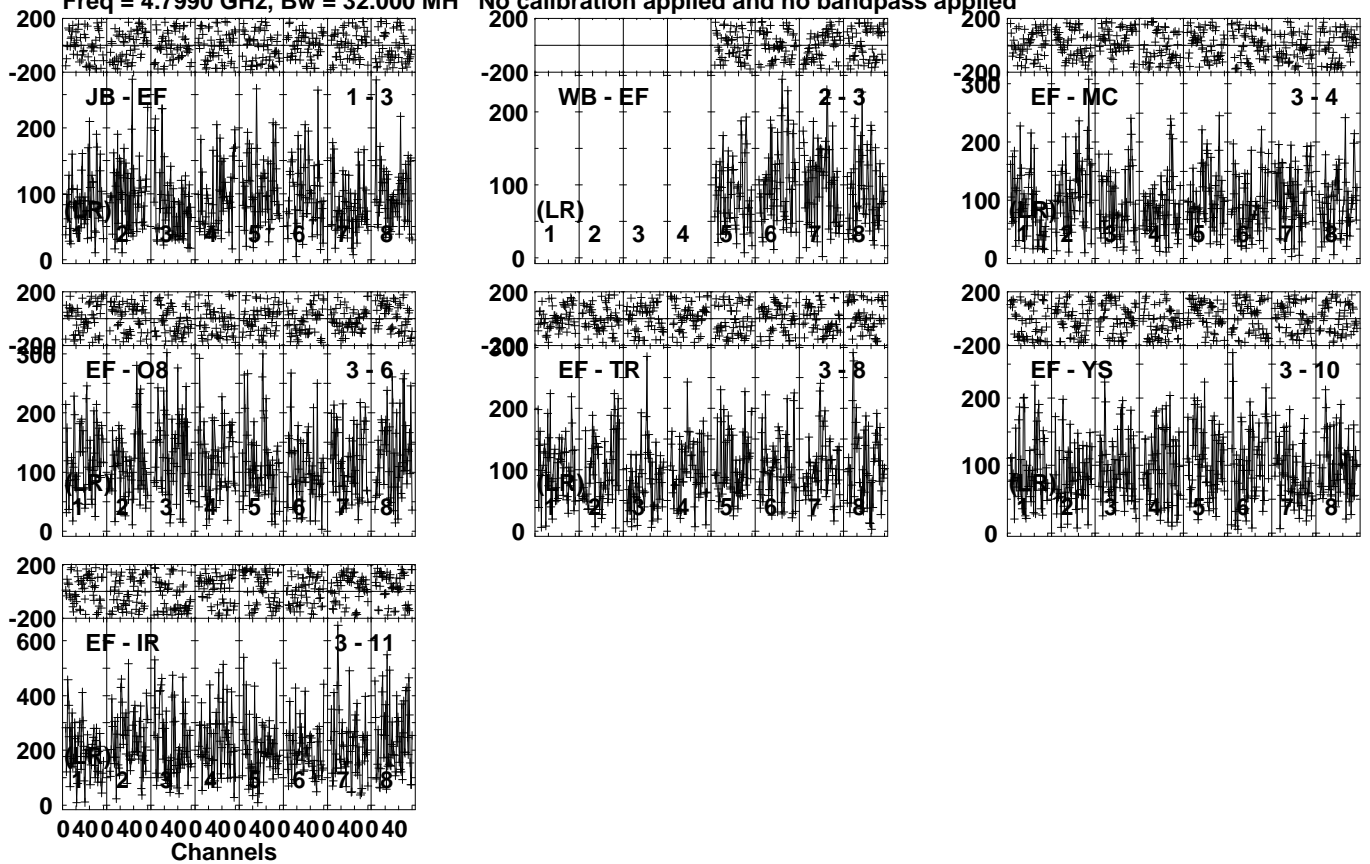 Freq = 4.7990 GHz, Bw = 32.000 MH No calibration applied and no bandpass applied
200
-200
JB - EF 1 - 3
200
100
0
(LR)
1 2 3 4 5 6 7 8
200
-200
WB - EF 2 - 3
200
100
0
(LR)
1 2 3 4 5 6 7 8
200
-200
300
EF - MC 3 - 4
200
100
0
(LR)
1 2 3 4 5 6 7 8
200
-200
300
EF - O8 3 - 6
200
100
0
(LR)
1 2 3 4 5 6 7 8
200
-200
300
EF - TR 3 - 8
200
100
0
(LR)
1 2 3 4 5 6 7 8
200
-200
EF - YS 3 - 10
200
100
0
(LR)
1 2 3 4 5 6 7 8
200
-200
600
EF - IR 3 - 11
400
200
0
(LR)
1 2 3 4 5 6 7 8
0 40 0 40 0 40 0 40 0 40 0 40 0 40 0 40
Channels